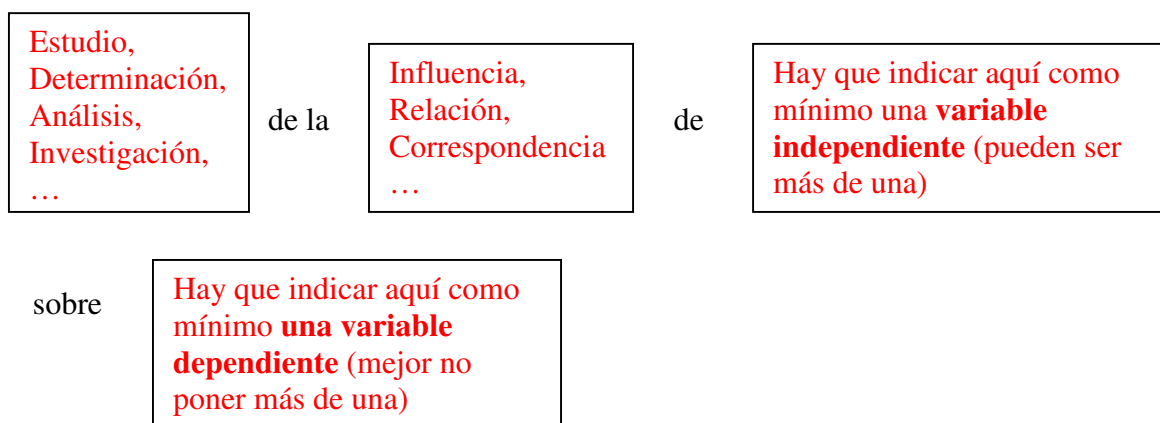 Estudio,
Determinación,
Análisis,
Investigación,
…
de la
Influencia,
Relación,
Correspondencia
…
de
Hay que indicar aquí como
mínimo una variable
independiente (pueden ser
más de una)
sobre
Hay que indicar aquí como
mínimo una variable
dependiente (mejor no
poner más de una)